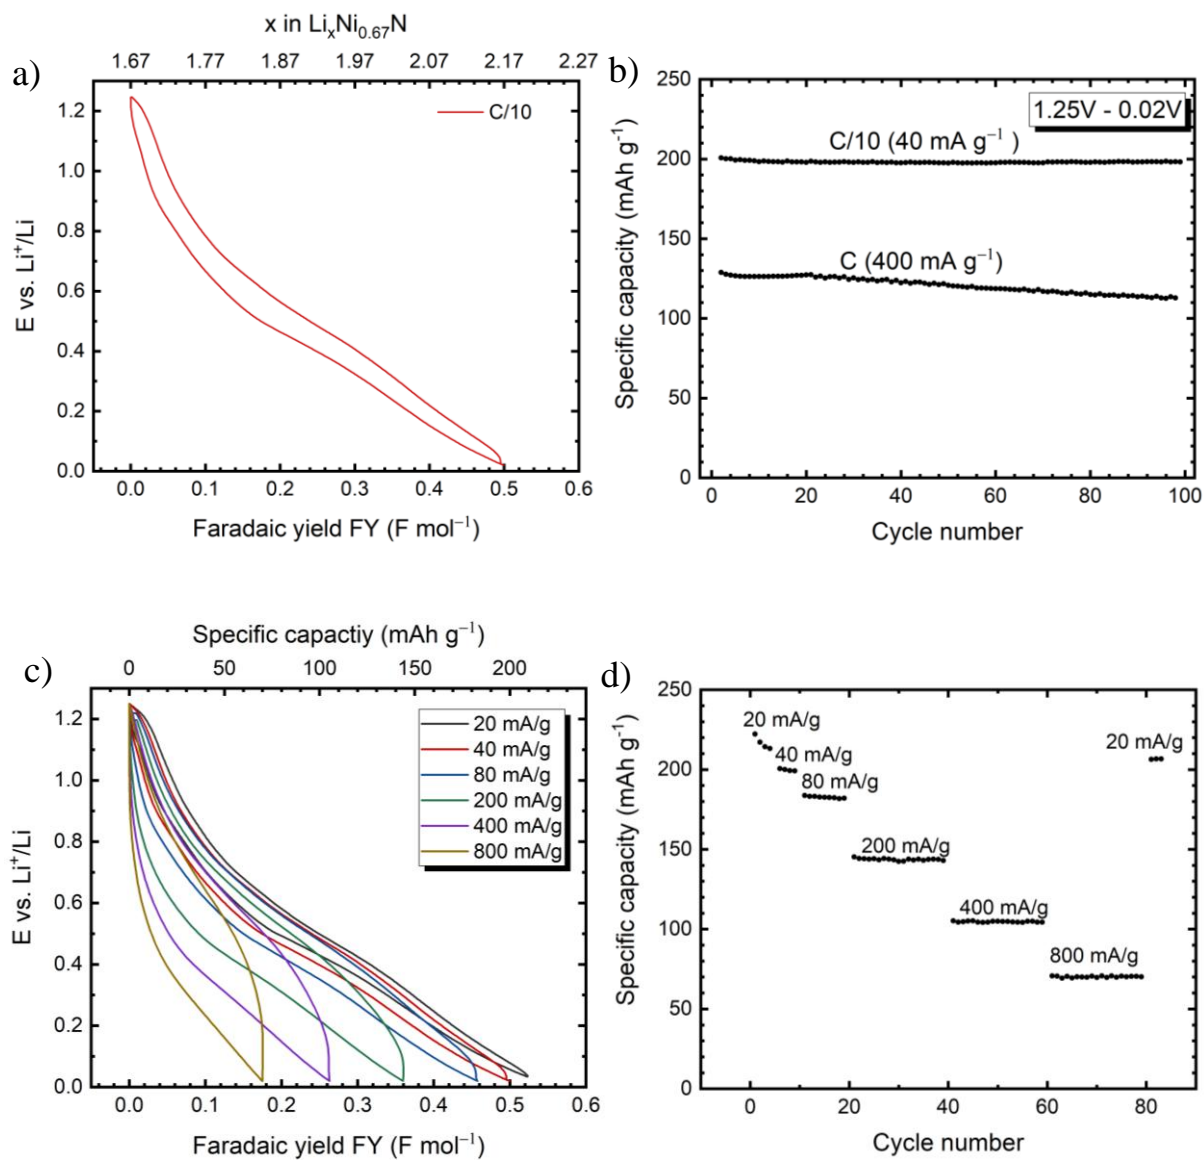 a)
x in LiₓNi₀.₆₇N
1.67 1.77 1.87 1.97 2.07 2.17 2.27
C/10
E vs. Li⁺/Li
1.2
1.0
0.8
0.6
0.4
0.2
0.0
0.0 0.1 0.2 0.3 0.4 0.5 0.6
Faradaic yield FY (F mol⁻¹)
b)
1.25V - 0.02V
C/10 (40 mA g⁻¹ )
C (400 mA g⁻¹)
Specific capacity (mAh g⁻¹)
250
200
150
100
50
0
0 20 40 60 80 100
Cycle number
c)
Specific capactiy (mAh g⁻¹)
0 50 100 150 200
20 mA/g
40 mA/g
80 mA/g
200 mA/g
400 mA/g
800 mA/g
E vs. Li⁺/Li
1.2
1.0
0.8
0.6
0.4
0.2
0.0
0.0 0.1 0.2 0.3 0.4 0.5 0.6
Faradaic yield FY (F mol⁻¹)
d)
Specific capacity (mAh g⁻¹)
250
200
150
100
50
0
20 mA/g
40 mA/g
80 mA/g
200 mA/g
400 mA/g
800 mA/g
20 mA/g
0 20 40 60 80
Cycle number